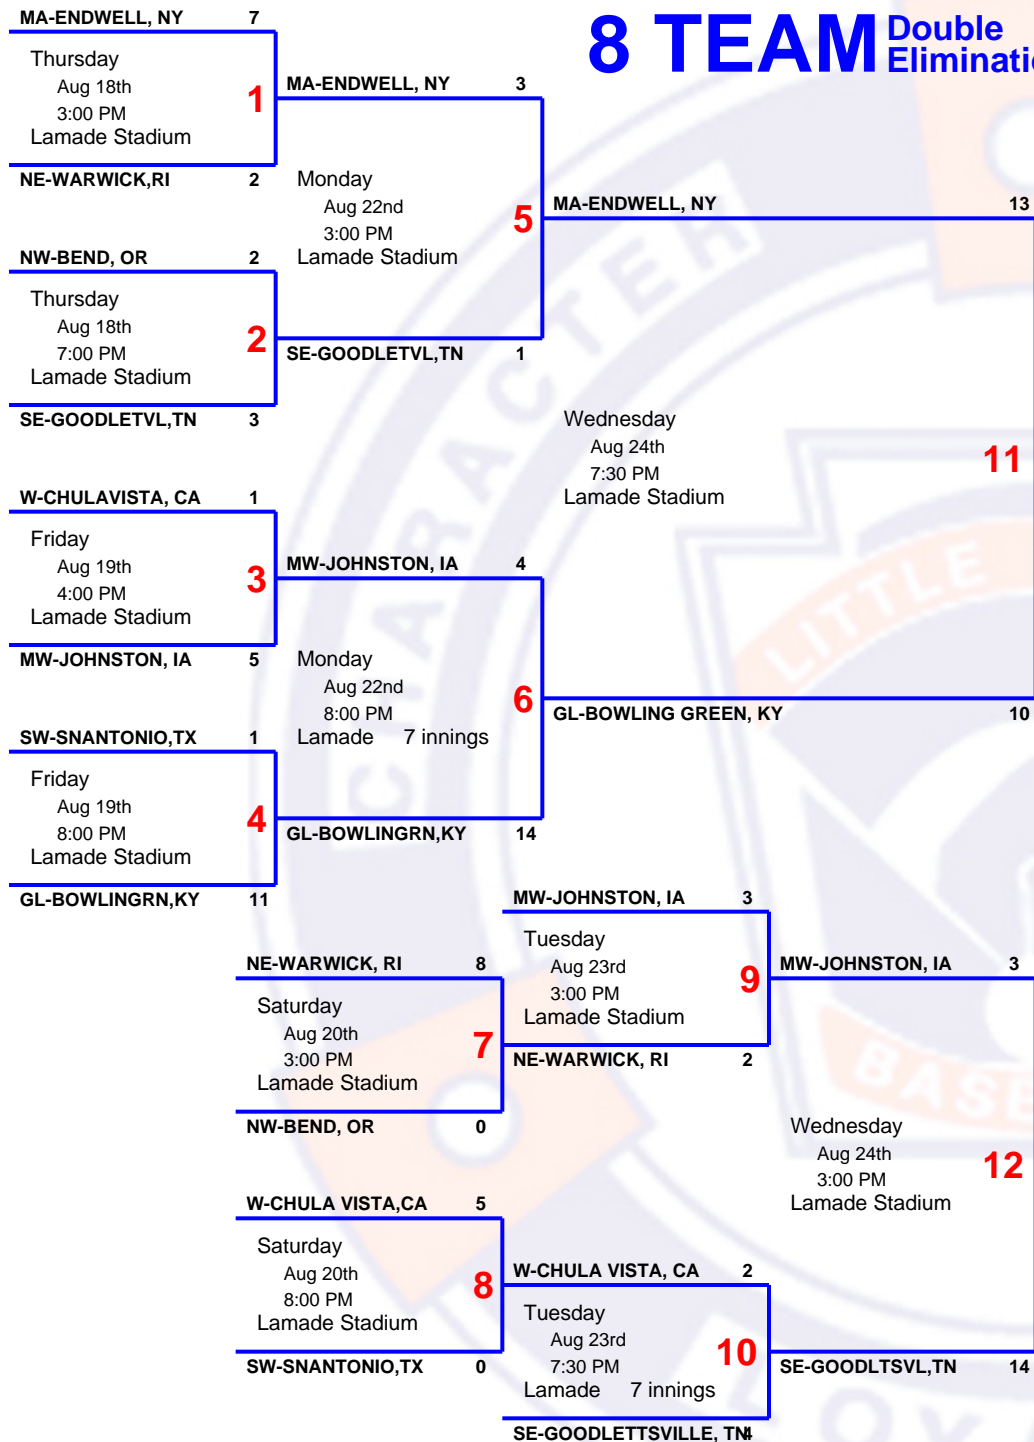 8 TEAM Double
Eliminatio
MA-ENDWELL, NY 7
Thursday
Aug 18th
3:00 PM
Lamade Stadium
1
NE-WARWICK,RI 2
NW-BEND, OR 2
Thursday
Aug 18th
7:00 PM
Lamade Stadium
2
SE-GOODLETVL,TN 3
W-CHULAVISTA, CA 1
Friday
Aug 19th
4:00 PM
Lamade Stadium
3
MW-JOHNSTON, IA 5
SW-SNANTONIO,TX 1
Friday
Aug 19th
8:00 PM
Lamade Stadium
4
GL-BOWLINGRN,KY 11
MA-ENDWELL, NY 3
Monday
Aug 22nd
3:00 PM
Lamade Stadium
5
SE-GOODLETVL,TN 1
MW-JOHNSTON, IA 4
Monday
Aug 22nd
8:00 PM
Lamade 7 innings
6
GL-BOWLINGRN,KY 14
MA-ENDWELL, NY 13
Wednesday
Aug 24th
7:30 PM
Lamade Stadium
11
GL-BOWLING GREEN, KY 10
NE-WARWICK, RI 8
Saturday
Aug 20th
3:00 PM
Lamade Stadium
7
NW-BEND, OR 0
W-CHULA VISTA,CA 5
Saturday
Aug 20th
8:00 PM
Lamade Stadium
8
SW-SNANTONIO,TX 0
MW-JOHNSTON, IA 3
Tuesday
Aug 23rd
3:00 PM
Lamade Stadium
9
NE-WARWICK, RI 2
W-CHULA VISTA, CA 2
Tuesday
Aug 23rd
7:30 PM
Lamade 7 innings
10
SE-GOODLETTSVILLE, TN 4
MW-JOHNSTON, IA 3
Wednesday
Aug 24th
3:00 PM
Lamade Stadium
12
SE-GOODLTSVL,TN 14
CHARACTER
LITTLE
BASE
LOY